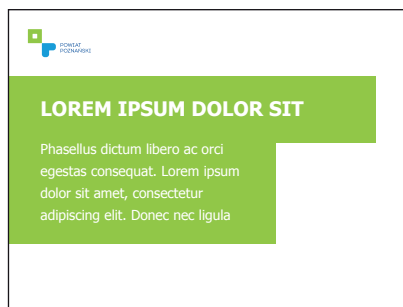 POWIAT
POZNAŃSKI
LOREM IPSUM DOLOR SIT
Phasellus dictum libero ac orci
egestas consequat. Lorem ipsum
dolor sit amet, consectetur
adipiscing elit. Donec nec ligula